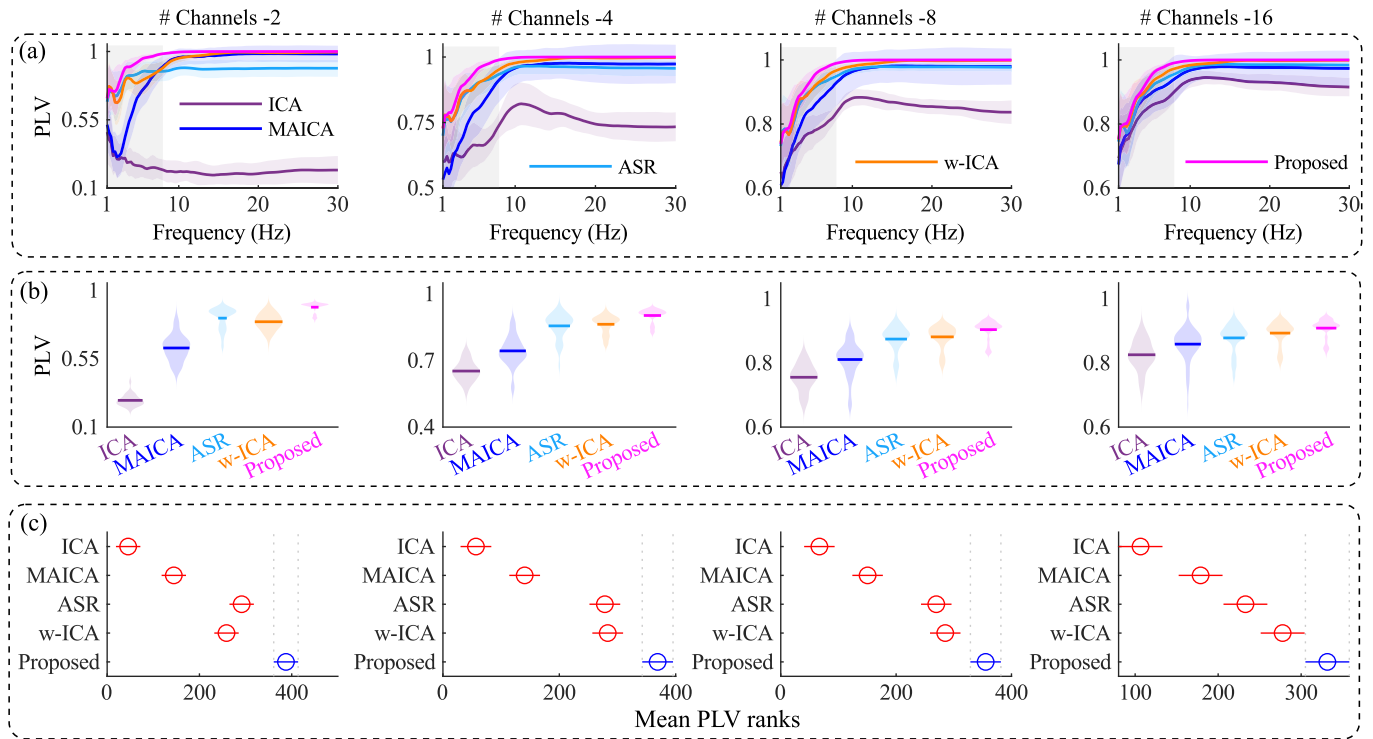 # Channels -2 # Channels -4 # Channels -8 # Channels -16
(a)
PLV
1 0.55 0.1
1 10 20 30
Frequency (Hz)
ICA
MAICA
1 0.75 0.5
1 10 20 30
Frequency (Hz)
ASR
1 0.8 0.6
1 10 20 30
Frequency (Hz)
w-ICA
1 0.8 0.6
1 10 20 30
Frequency (Hz)
Proposed
(b)
PLV
1 0.55 0.1
ICA MAICA ASR w-ICA Proposed
1 0.7 0.4
ICA MAICA ASR w-ICA Proposed
1 0.8 0.6
ICA MAICA ASR w-ICA Proposed
1 0.8 0.6
ICA MAICA ASR w-ICA Proposed
(c)
ICA
MAICA
ASR
w-ICA
Proposed
0 200 400
ICA
MAICA
ASR
w-ICA
Proposed
0 200 400
ICA
MAICA
ASR
w-ICA
Proposed
0 200 400
ICA
MAICA
ASR
w-ICA
Proposed
100 200 300
Mean PLV ranks